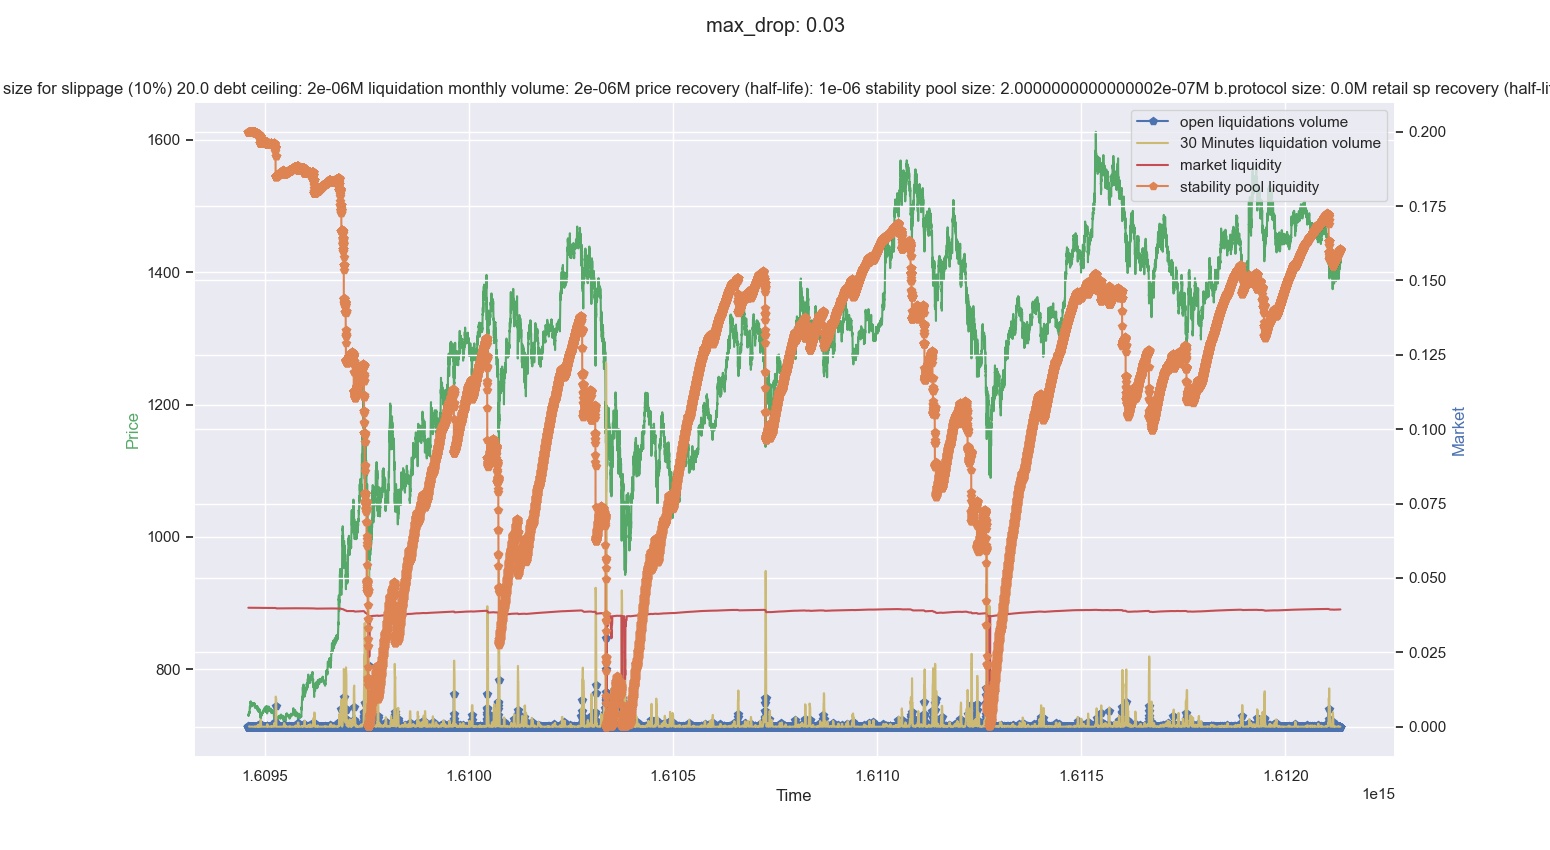 max_drop: 0.03
size for slippage (10%) 20.0 debt ceiling: 2e-06M liquidation monthly volume: 2e-06M price recovery (half-life): 1e-06 stability pool size: 2.0000000000000002e-07M b.protocol size: 0.0M retail sp recovery
open liquidations volume
30 Minutes liquidation volume
market liquidity
stability pool liquidity
1600
1400
1200
1000
800
Price
0.200
0.175
0.150
0.125
0.100
0.075
0.050
0.025
0.000
Market
1.6095 1.6100 1.6105 1.6110 1.6115 1.6120
Time
1e15